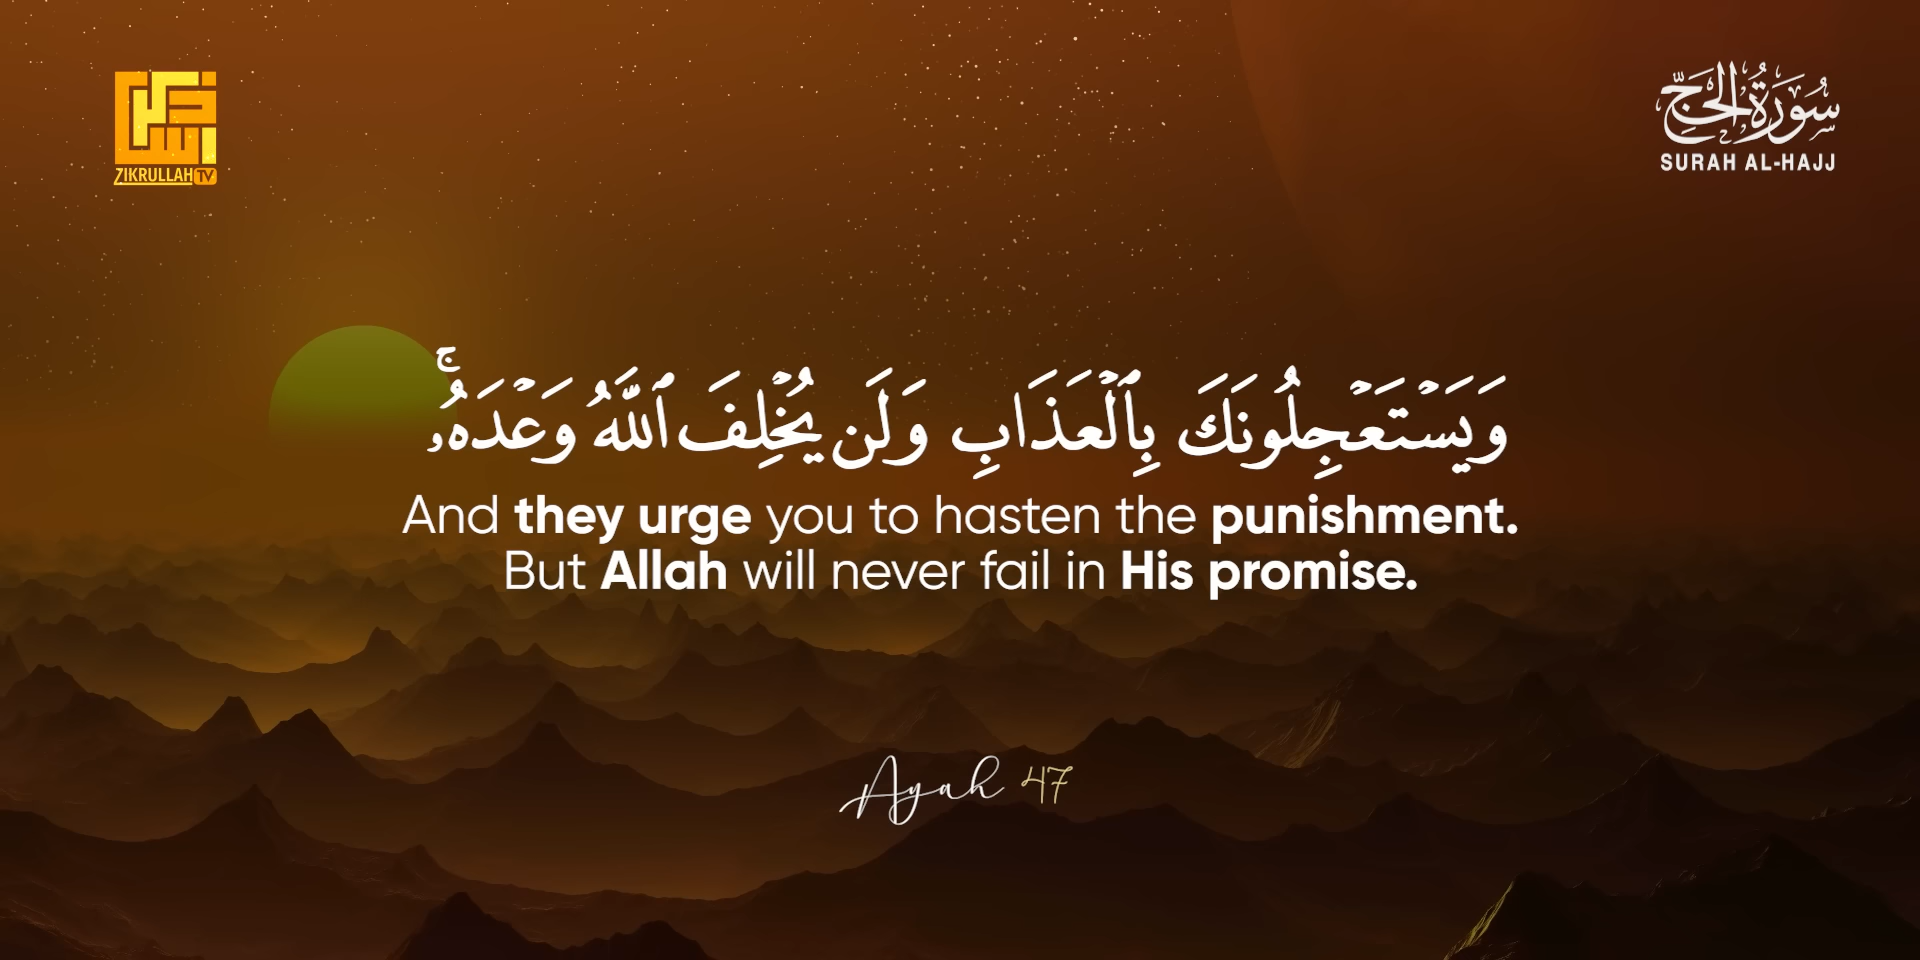 ZIKRULLAH TV
سُورَةُ الحَجِّ
SURAH AL-HAJJ
وَيَسۡتَعۡجِلُونَكَ بِٱلۡعَذَابِ وَلَن يُخۡلِفَ ٱللَّهُ وَعۡدَهُۥۚ
And they urge you to hasten the punishment.
But Allah will never fail in His promise.
Ayah 47